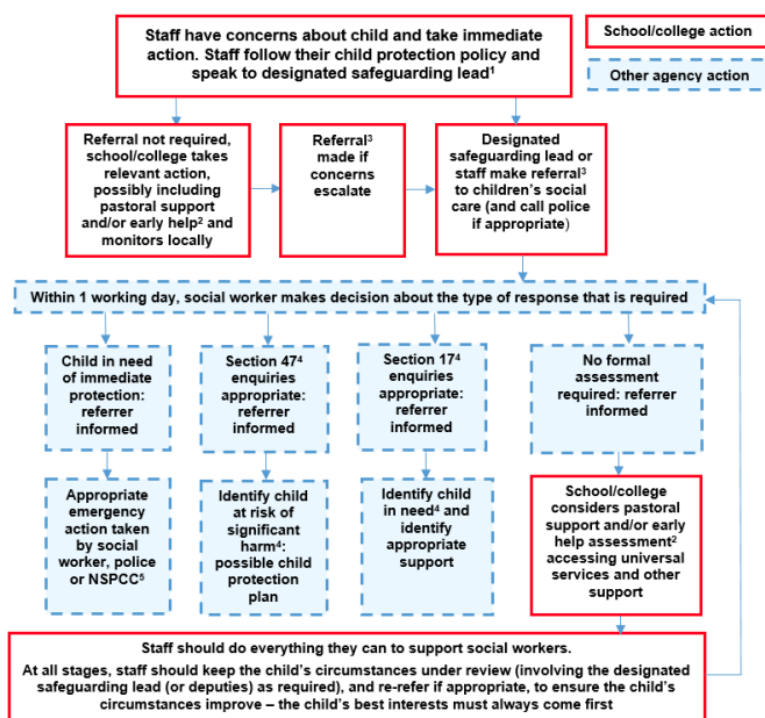 Staff have concerns about child and take immediate
action. Staff follow their child protection policy and
speak to designated safeguarding lead¹
School/college action
Other agency action
Referral not required,
school/college takes
relevant action,
possibly including
pastoral support
and/or early help² and
monitors locally
Referral³
made if
concerns
escalate
Designated
safeguarding lead or
staff make referral³
to children's social
care (and call police
if appropriate)
Within 1 working day, social worker makes decision about the type of response that is required
Child in need
of immediate
protection:
referrer
informed
Section 47⁴
enquiries
appropriate:
referrer
informed
Section 17⁴
enquiries
appropriate:
referrer
informed
No formal
assessment
required: referrer
informed
Appropriate
emergency
action taken
by social
worker, police
or NSPCC⁵
Identify child
at risk of
significant
harm⁴:
possible child
protection
plan
Identify child
in need⁴ and
identify
appropriate
support
School/college
considers pastoral
support and/or early
help assessment²
accessing universal
services and other
support
Staff should do everything they can to support social workers.
At all stages, staff should keep the child's circumstances under review (involving the designated
safeguarding lead (or deputies) as required), and re-refer if appropriate, to ensure the child's
circumstances improve – the child's best interests must always come first